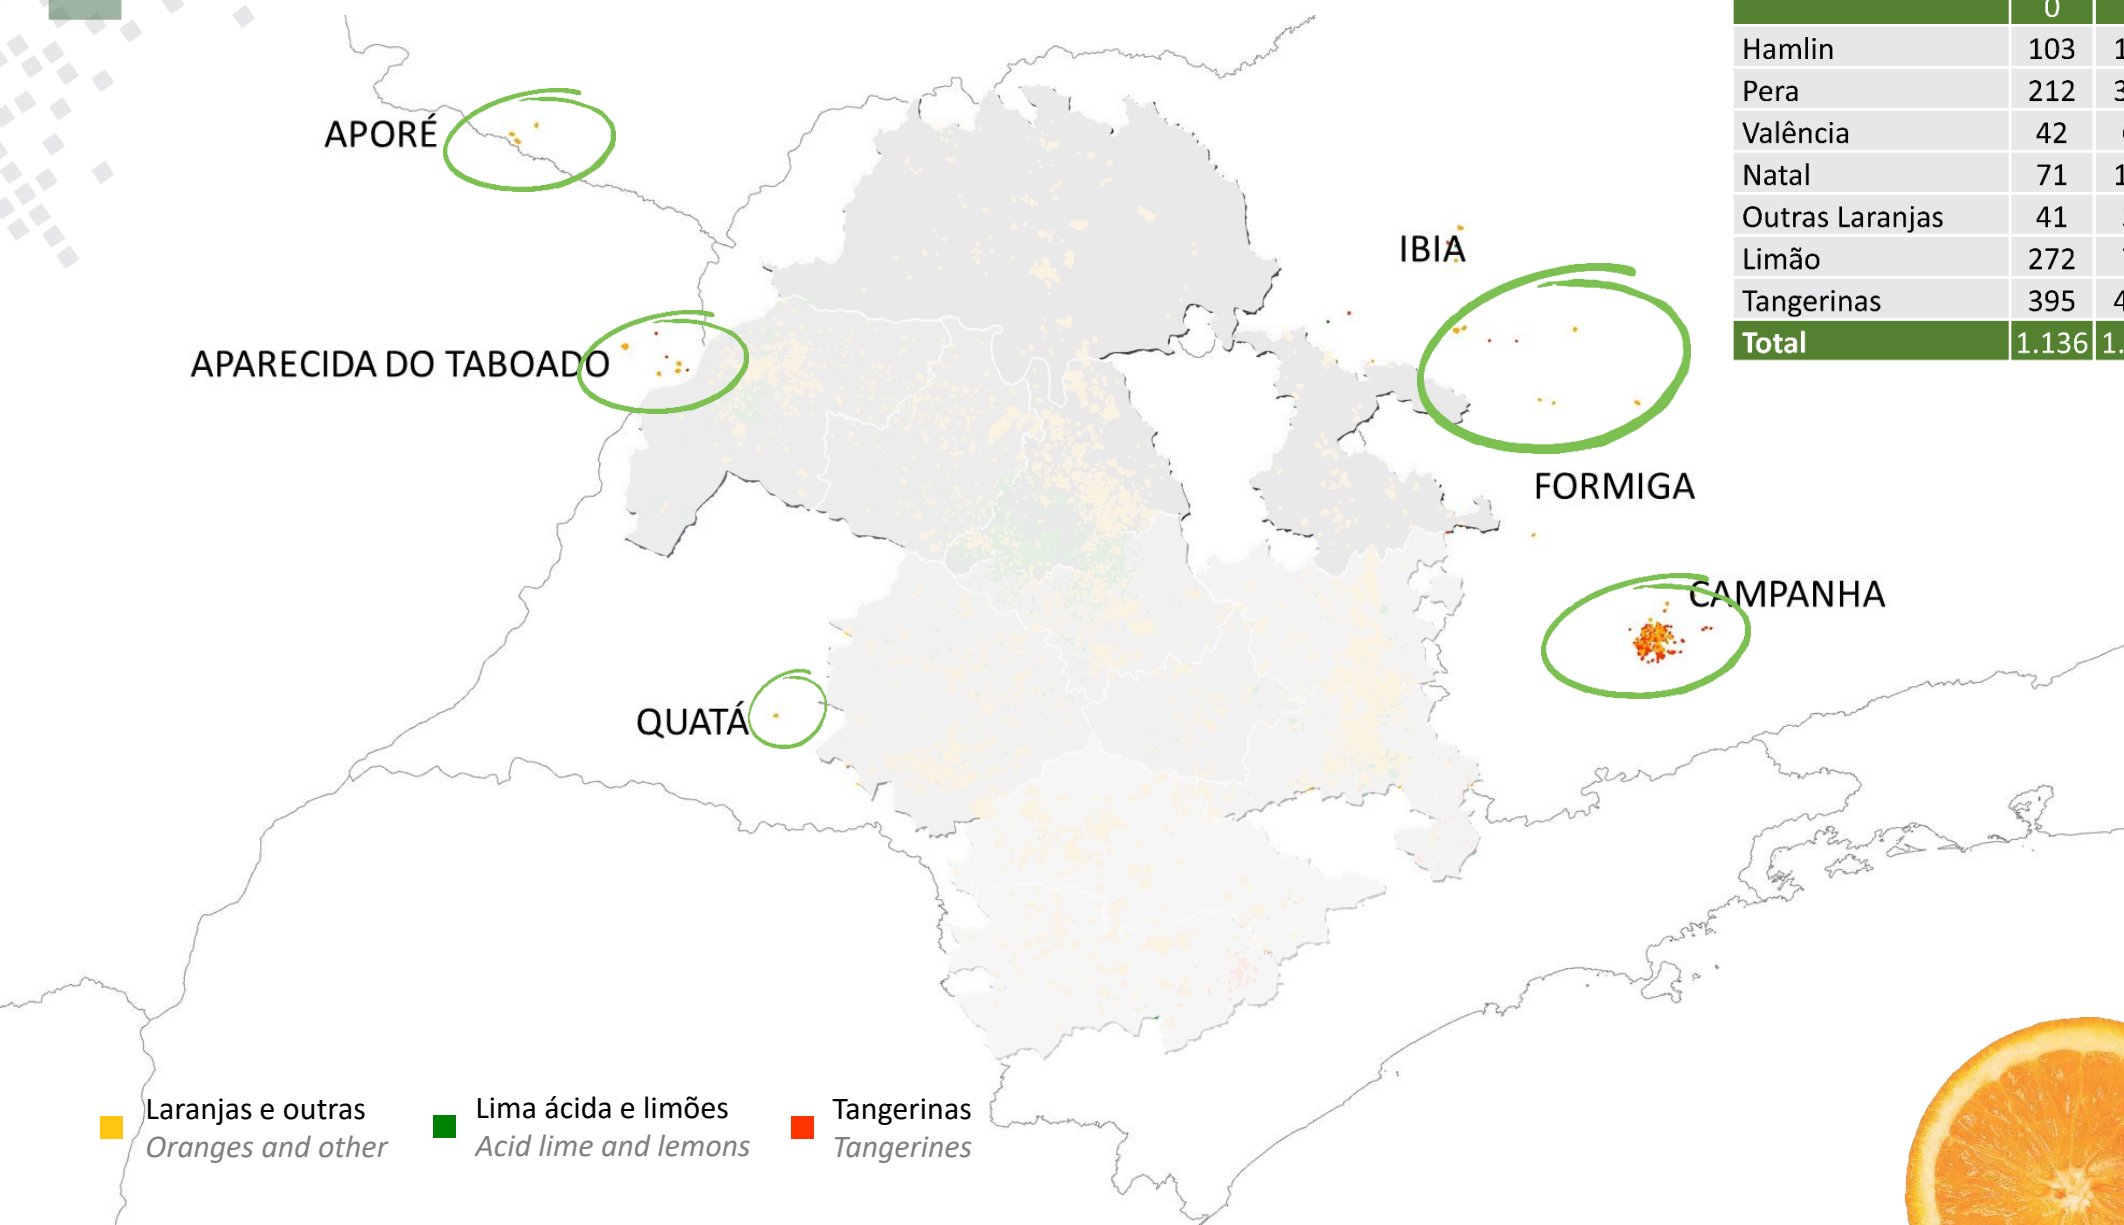 0
Hamlin 103
Pera 212
Valência 42
Natal 71
Outras Laranjas 41
Limão 272
Tangerinas 395
Total 1.136 1.
APORÉ
IBIA
APARECIDA DO TABOADO
FORMIGA
CAMPANHA
QUATÁ
Laranjas e outras
Oranges and other
Lima ácida e limões
Acid lime and lemons
Tangerinas
Tangerines